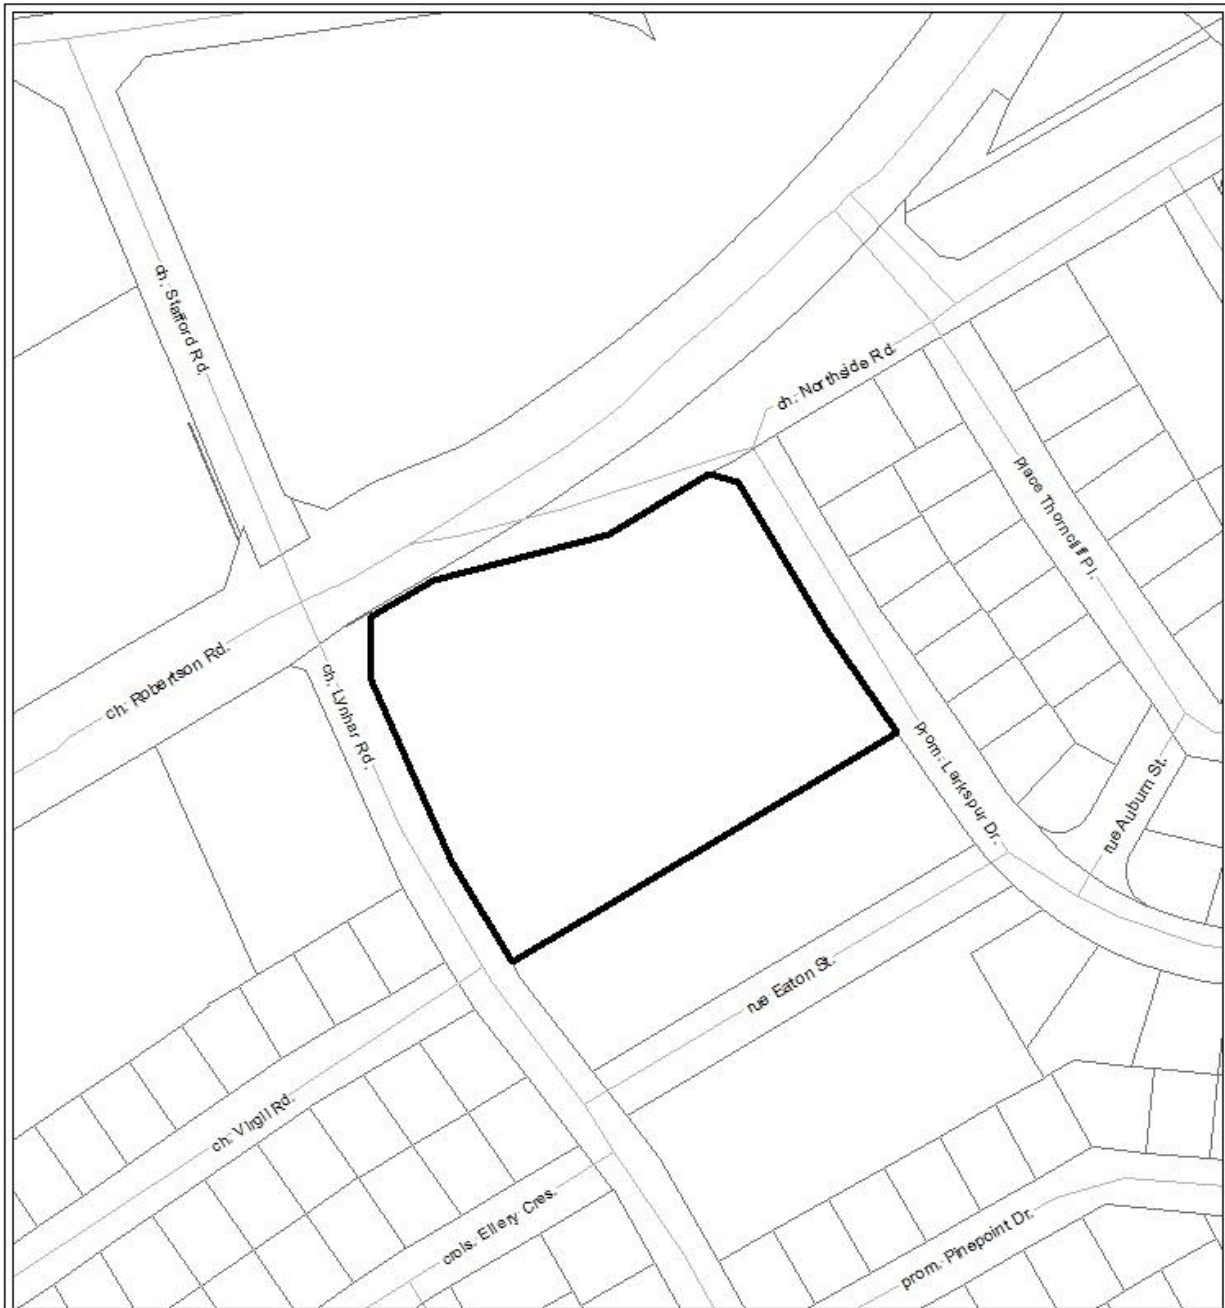 ch. Stafford Rd.
ch. Northside Rd.
place Thorncliff Pl.
ch. Robertson Rd.
ch. Lynhar Rd.
prom. Larkspur Dr.
rue Auburn St.
rue Eaton St.
ch. Virgil Rd.
crois. Ellery Cres.
prom. Pinepoint Dr.